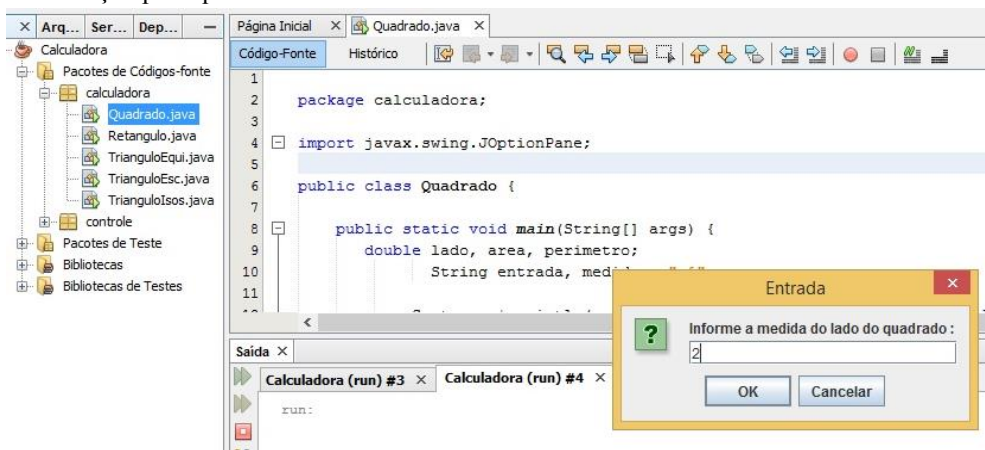 Arq... Ser... Dep...
Calculadora
Pacotes de Códigos-fonte
calculadora
Quadrado.java
Retangulo.java
TrianguloEqui.java
TrianguloEsc.java
TrianguloIsos.java
controle
Pacotes de Teste
Bibliotecas
Bibliotecas de Testes
Página Inicial Quadrado.java
Código-Fonte Histórico
1
2 package calculadora;
3
4 import javax.swing.JOptionPane;
5
6 public class Quadrado {
7
8 public static void main(String[] args) {
9 double lado, area, perimetro;
10 String entrada,
11
Entrada
Informe a medida do lado do quadrado :
2
OK Cancelar
Saída
Calculadora (run) #3 Calculadora (run) #4
run: